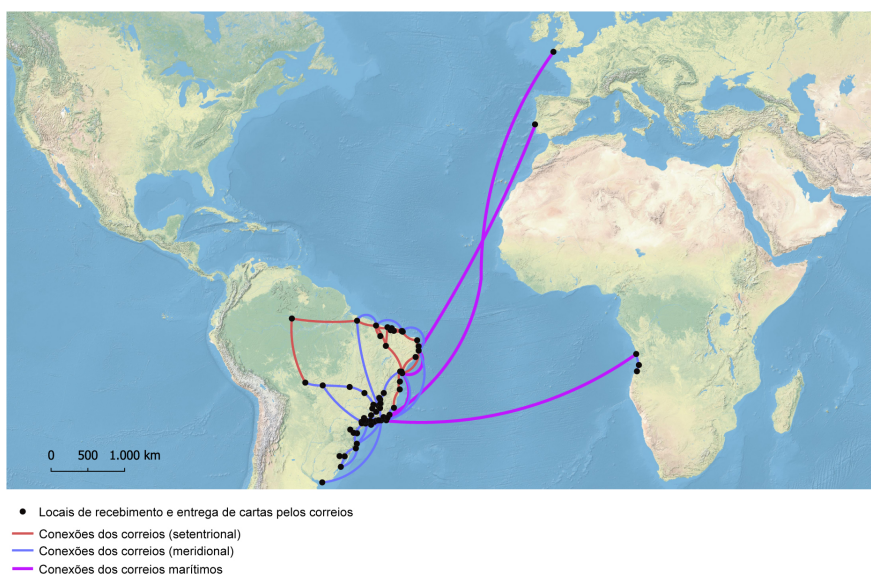 0 500 1.000 km
Locais de recebimento e entrega de cartas pelos correios
Conexões dos correios (setentrional)
Conexões dos correios (meridional)
Conexões dos correios marítimos